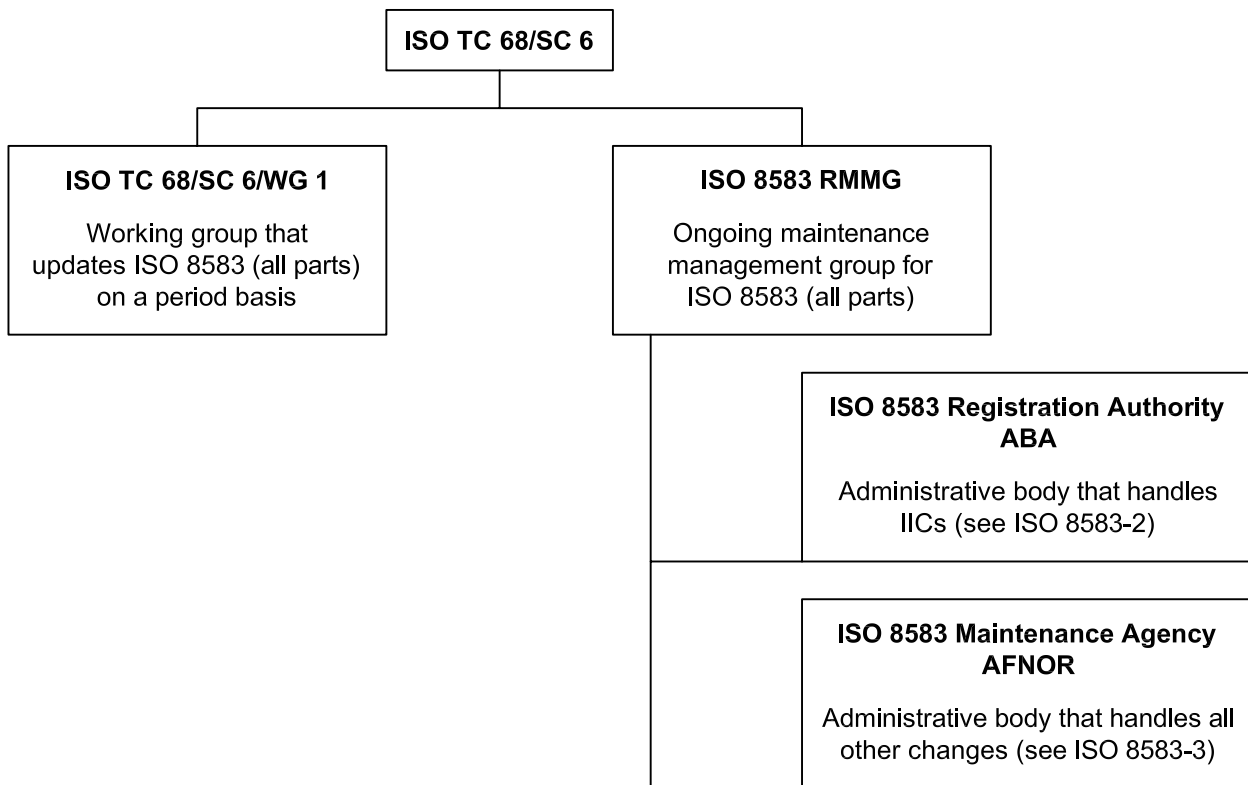 ISO TC 68/SC 6
ISO TC 68/SC 6/WG 1
Working group that
updates ISO 8583 (all parts)
on a period basis
ISO 8583 RMMG
Ongoing maintenance
management group for
ISO 8583 (all parts)
ISO 8583 Registration Authority
ABA
Administrative body that handles
IICs (see ISO 8583-2)
ISO 8583 Maintenance Agency
AFNOR
Administrative body that handles all
other changes (see ISO 8583-3)